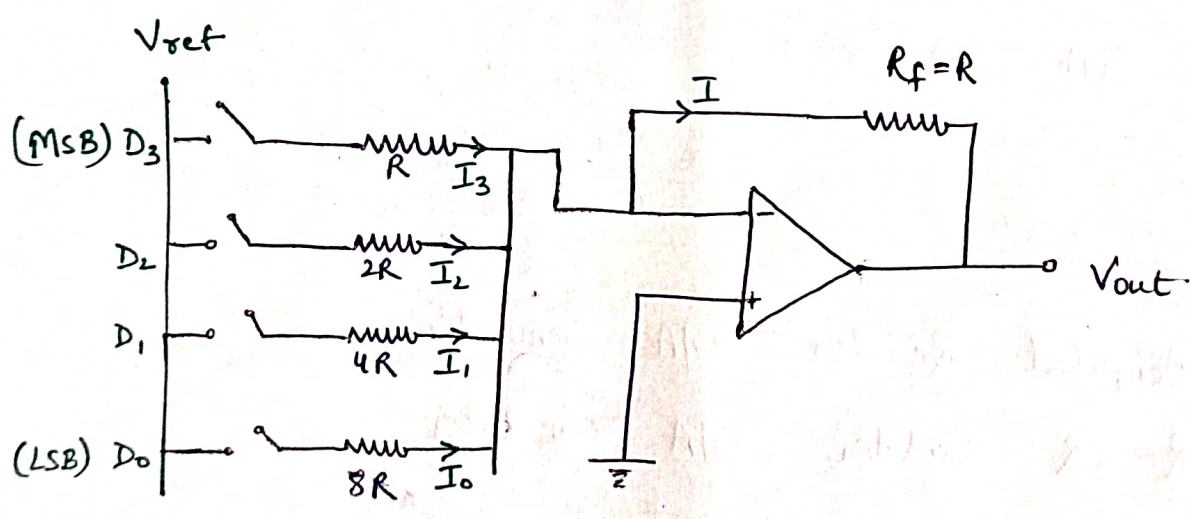 Vref
Rf = R
I
(MSB) D3
R
I3
D2
2R
I2
−
+
Vout
D1
4R
I1
(LSB) D0
8R
I0